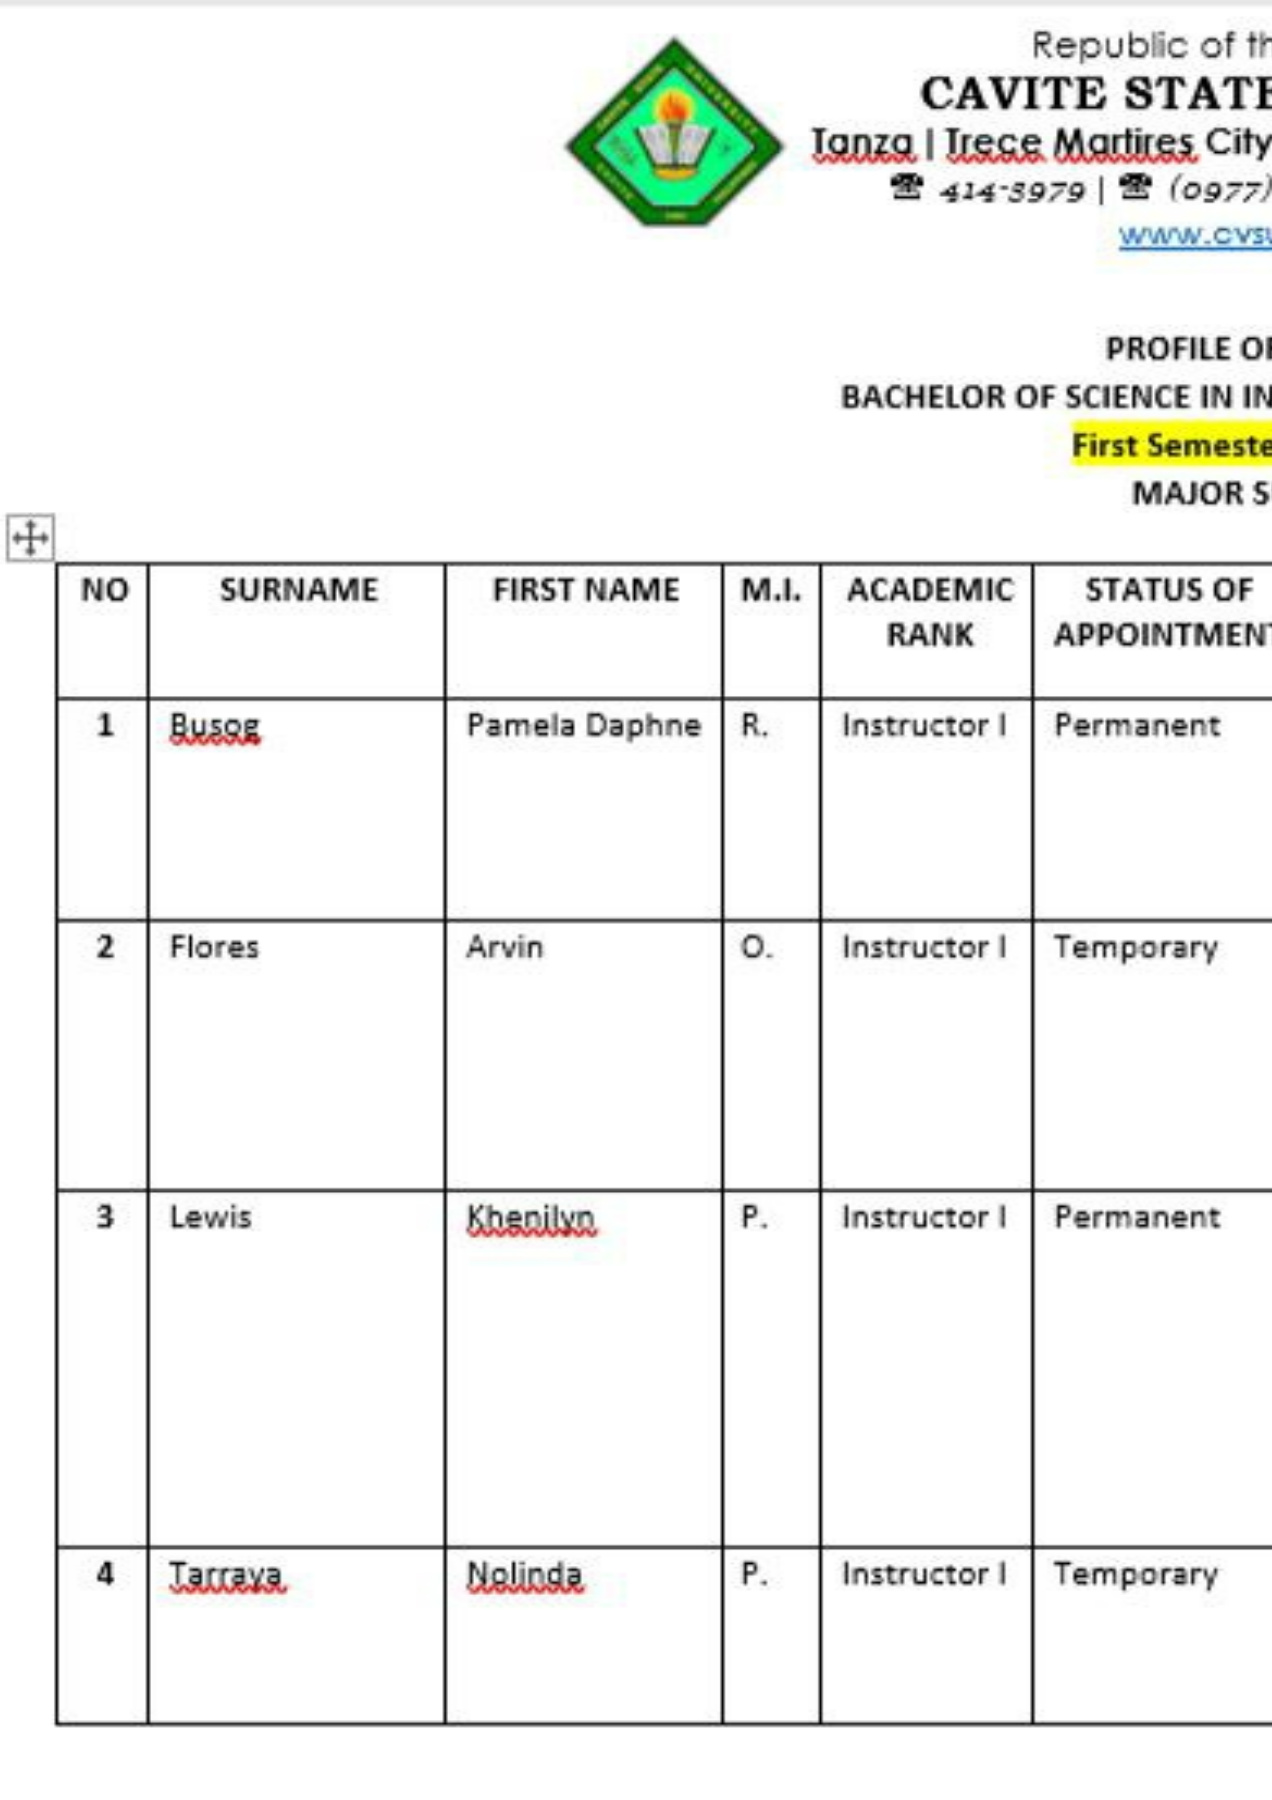 Republic of th
CAVITE STATE
Tanza | Trece Martires City
☎ 414-3979 | ☎ (0977)
www.cvsu
PROFILE OF
BACHELOR OF SCIENCE IN IN
First Semeste
MAJOR S
NO SURNAME FIRST NAME M.I. ACADEMIC RANK STATUS OF APPOINTMENT
1 Busog Pamela Daphne R. Instructor I Permanent
2 Flores Arvin O. Instructor I Temporary
3 Lewis Khenilyn P. Instructor I Permanent
4 Tarraya Nolinda P. Instructor I Temporary